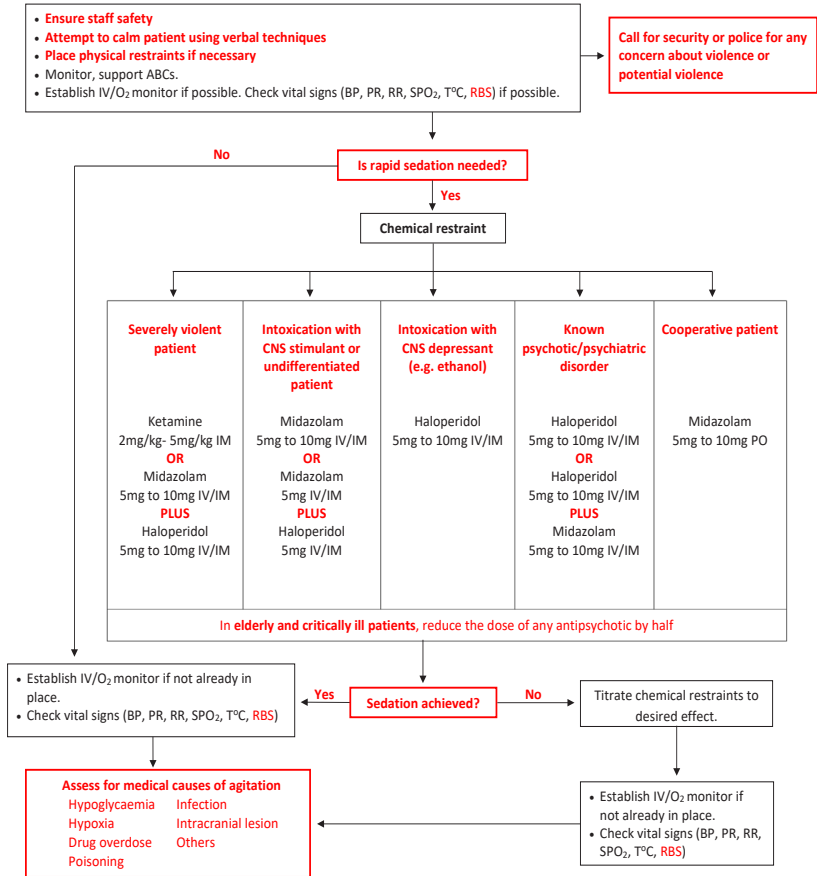 • Ensure staff safety
• Attempt to calm patient using verbal techniques
• Place physical restraints if necessary
• Monitor, support ABCs.
• Establish IV/O₂ monitor if possible. Check vital signs (BP, PR, RR, SPO₂, T⁰C, RBS) if possible.
Call for security or police for any
concern about violence or
potential violence
No
Is rapid sedation needed?
Yes
Chemical restraint
Severely violent
patient
Ketamine
2mg/kg- 5mg/kg IM
OR
Midazolam
5mg to 10mg IV/IM
PLUS
Haloperidol
5mg to 10mg IV/IM
Intoxication with
CNS stimulant or
undifferentiated
patient
Midazolam
5mg to 10mg IV/IM
OR
Midazolam
5mg IV/IM
PLUS
Haloperidol
5mg IV/IM
Intoxication with
CNS depressant
(e.g. ethanol)
Haloperidol
5mg to 10mg IV/IM
Known
psychotic/psychiatric
disorder
Haloperidol
5mg to 10mg IV/IM
OR
Haloperidol
5mg to 10mg IV/IM
PLUS
Midazolam
5mg to 10mg IV/IM
Cooperative patient
Midazolam
5mg to 10mg PO
In elderly and critically ill patients, reduce the dose of any antipsychotic by half
• Establish IV/O₂ monitor if not already in
place.
• Check vital signs (BP, PR, RR, SPO₂, T⁰C, RBS)
Yes
Sedation achieved?
No
Titrate chemical restraints to
desired effect.
Assess for medical causes of agitation
Hypoglycaemia Infection
Hypoxia Intracranial lesion
Drug overdose Others
Poisoning
• Establish IV/O₂ monitor if
not already in place.
• Check vital signs (BP, PR, RR,
SPO₂, T⁰C, RBS)